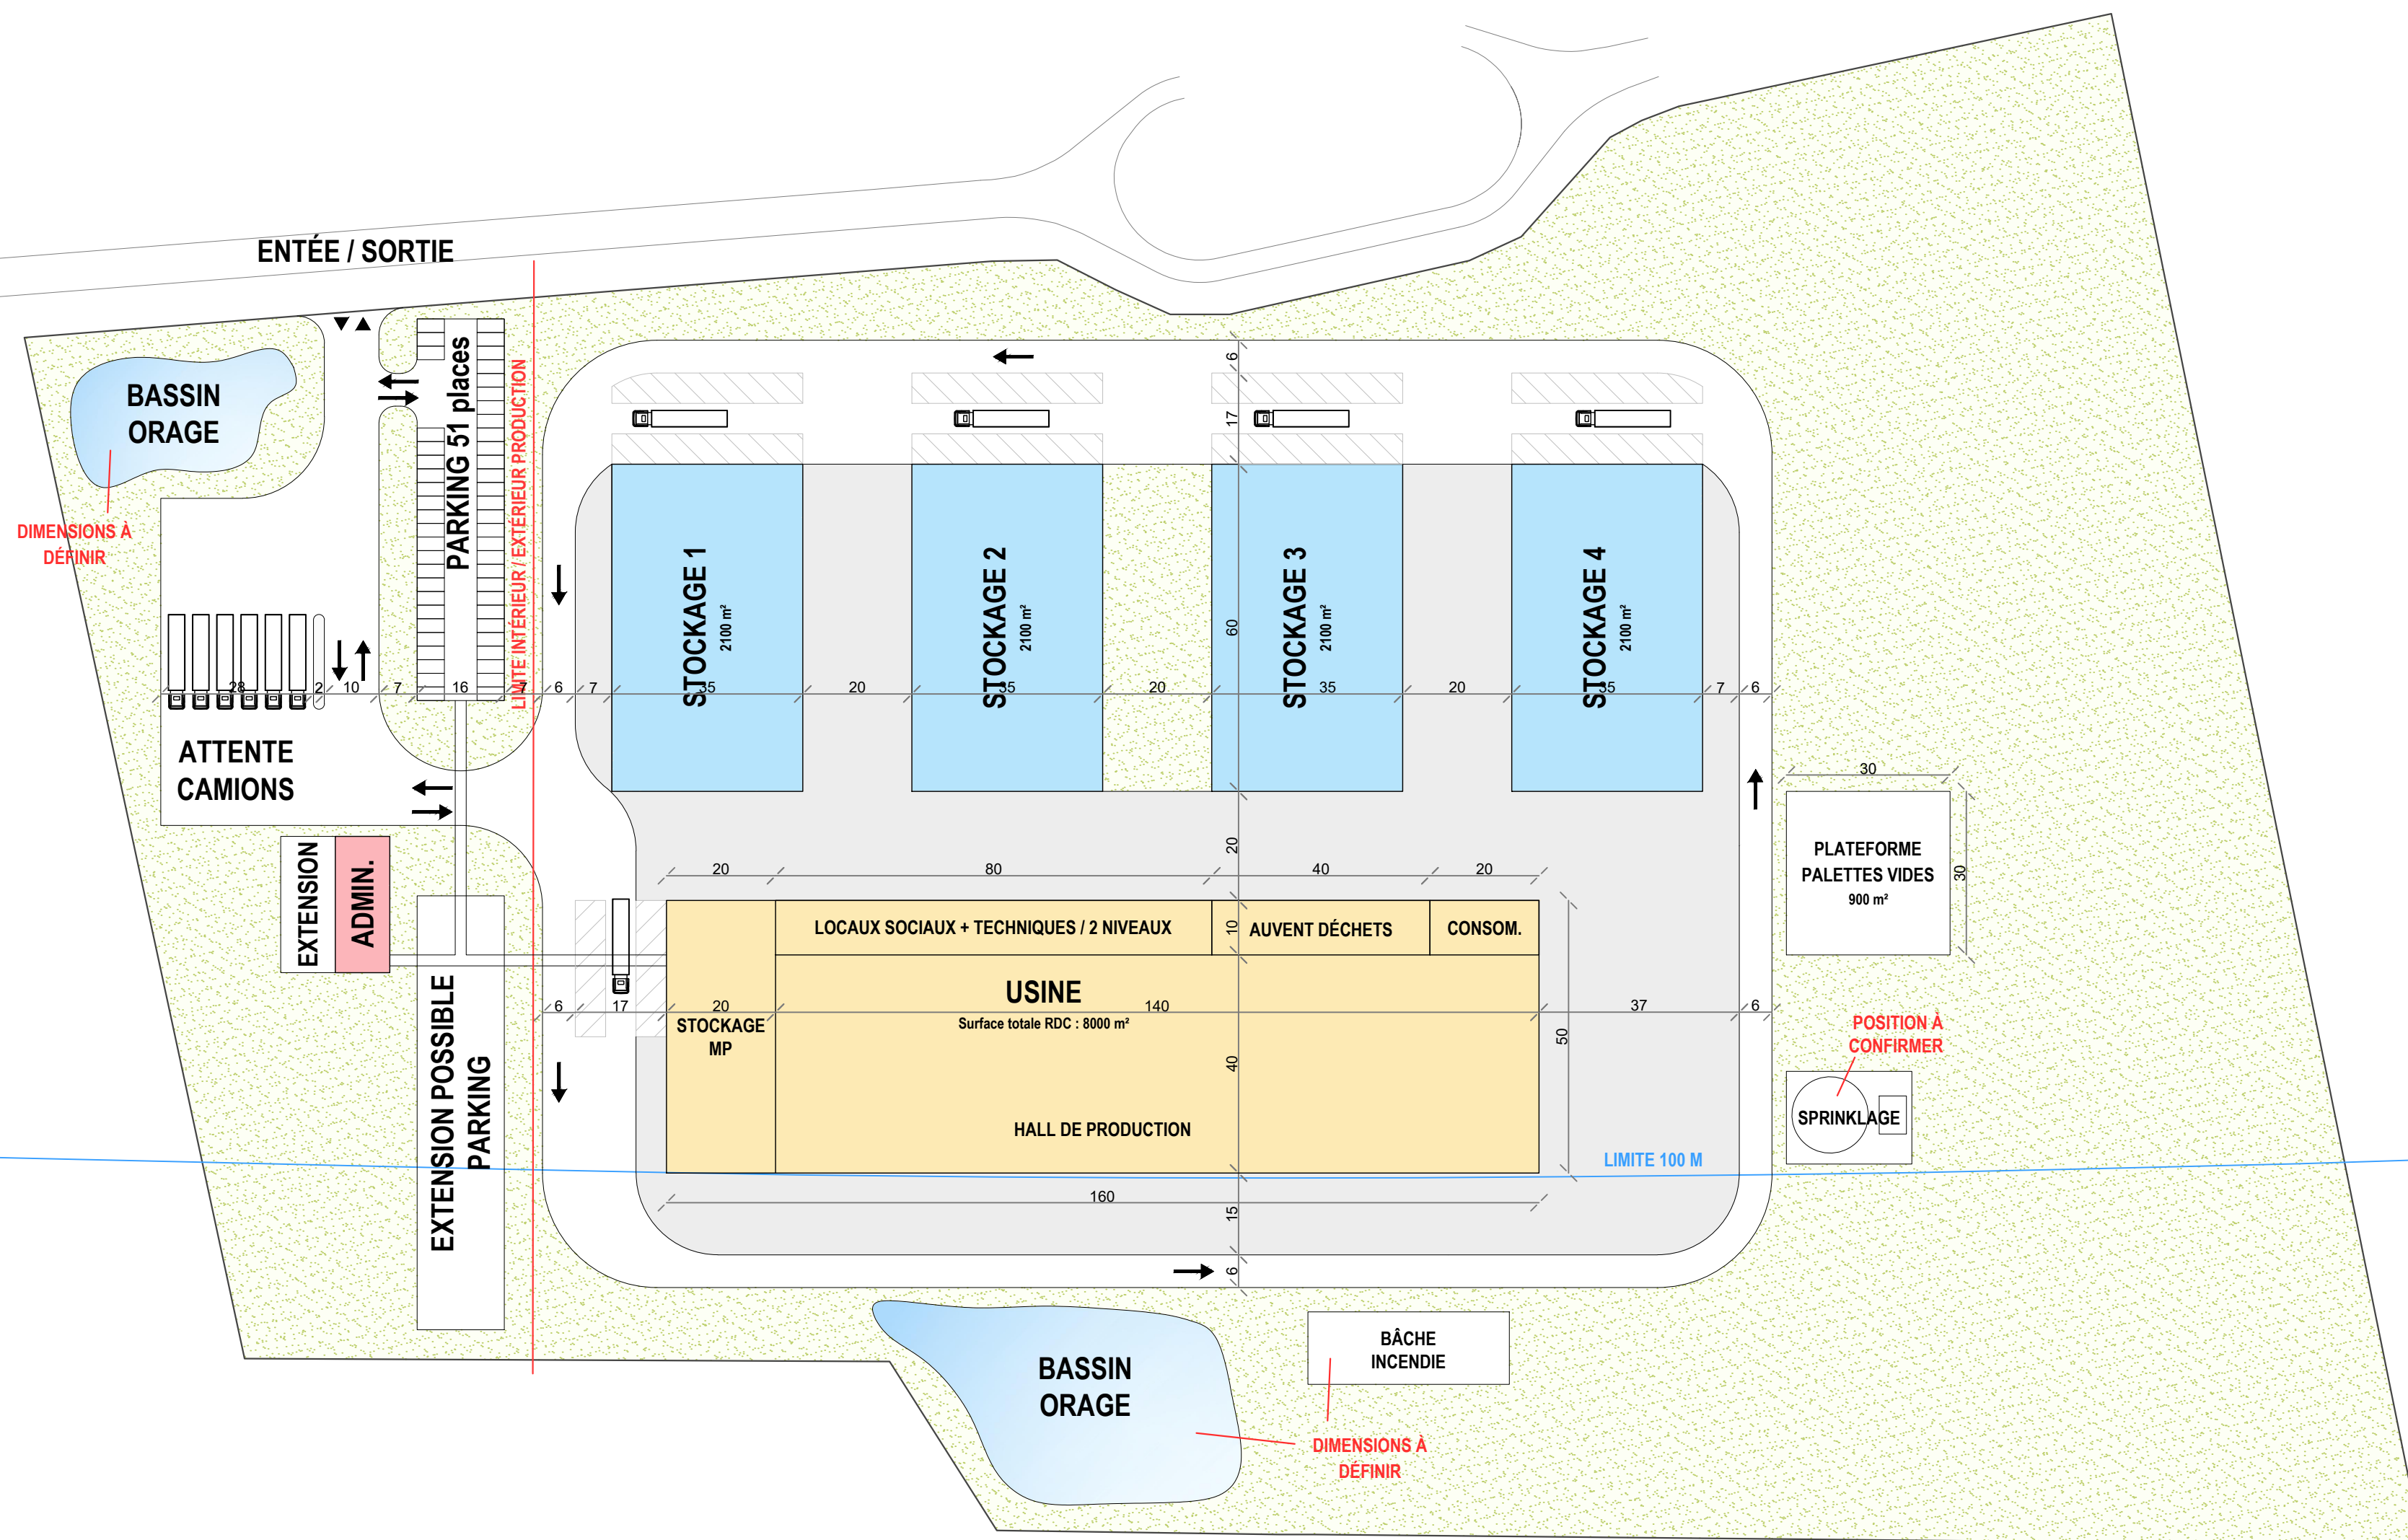 ENTÉE / SORTIE
BASSIN
ORAGE
DIMENSIONS À
DÉFINIR
PARKING 51 places
LIMITE INTÉRIEUR / EXTÉRIEUR PRODUCTION
6
17
60
20
10
40
15
6
STOCKAGE 1
2100 m²
STOCKAGE 2
2100 m²
STOCKAGE 3
2100 m²
STOCKAGE 4
2100 m²
28
2
10
7
16
7
6
7
35
20
35
20
35
20
35
7
6
ATTENTE
CAMIONS
EXTENSION
ADMIN.
EXTENSION POSSIBLE
PARKING
30
30
PLATEFORME
PALETTES VIDES
900 m²
20
80
40
20
LOCAUX SOCIAUX + TECHNIQUES / 2 NIVEAUX
AUVENT DÉCHETS
CONSOM.
USINE
Surface totale RDC : 8000 m²
6
17
20
140
37
6
50
STOCKAGE
MP
HALL DE PRODUCTION
POSITION À
CONFIRMER
SPRINKLAGE
LIMITE 100 M
160
BASSIN
ORAGE
BÂCHE
INCENDIE
DIMENSIONS À
DÉFINIR